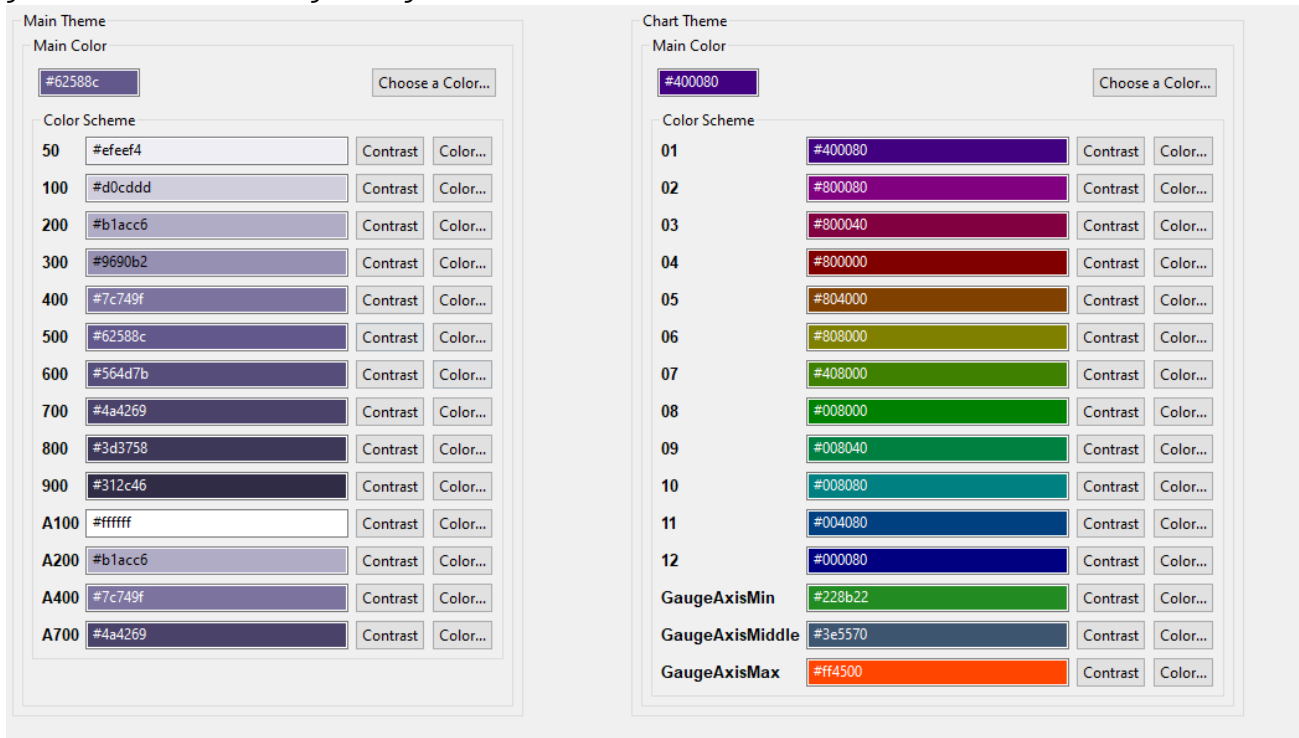 Main Theme
Main Color
#62588c
Choose a Color...
Color Scheme
50 #efeef4 Contrast Color...
100 #d0cddd Contrast Color...
200 #b1acc6 Contrast Color...
300 #9690b2 Contrast Color...
400 #7c749f Contrast Color...
500 #62588c Contrast Color...
600 #564d7b Contrast Color...
700 #4a4269 Contrast Color...
800 #3d3758 Contrast Color...
900 #312c46 Contrast Color...
A100 #ffffff Contrast Color...
A200 #b1acc6 Contrast Color...
A400 #7c749f Contrast Color...
A700 #4a4269 Contrast Color...
Chart Theme
Main Color
#400080
Choose a Color...
Color Scheme
01 #400080 Contrast Color...
02 #800080 Contrast Color...
03 #800040 Contrast Color...
04 #800000 Contrast Color...
05 #804000 Contrast Color...
06 #808000 Contrast Color...
07 #408000 Contrast Color...
08 #008000 Contrast Color...
09 #008040 Contrast Color...
10 #008080 Contrast Color...
11 #004080 Contrast Color...
12 #000080 Contrast Color...
GaugeAxisMin #228b22 Contrast Color...
GaugeAxisMiddle #3e5570 Contrast Color...
GaugeAxisMax #ff4500 Contrast Color...